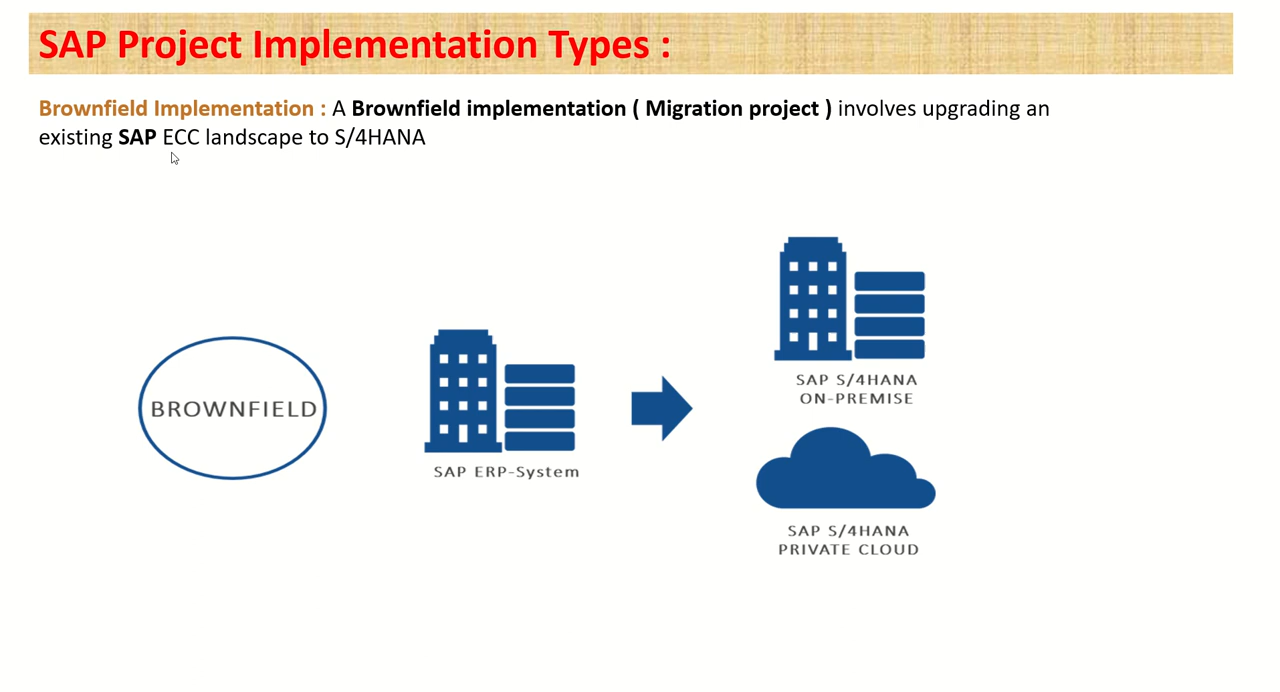 SAP Project Implementation Types :
Brownfield Implementation : A Brownfield implementation ( Migration project ) involves upgrading an
existing SAP ECC landscape to S/4HANA
BROWNFIELD
SAP ERP-System
SAP S/4HANA
ON-PREMISE
SAP S/4HANA
PRIVATE CLOUD